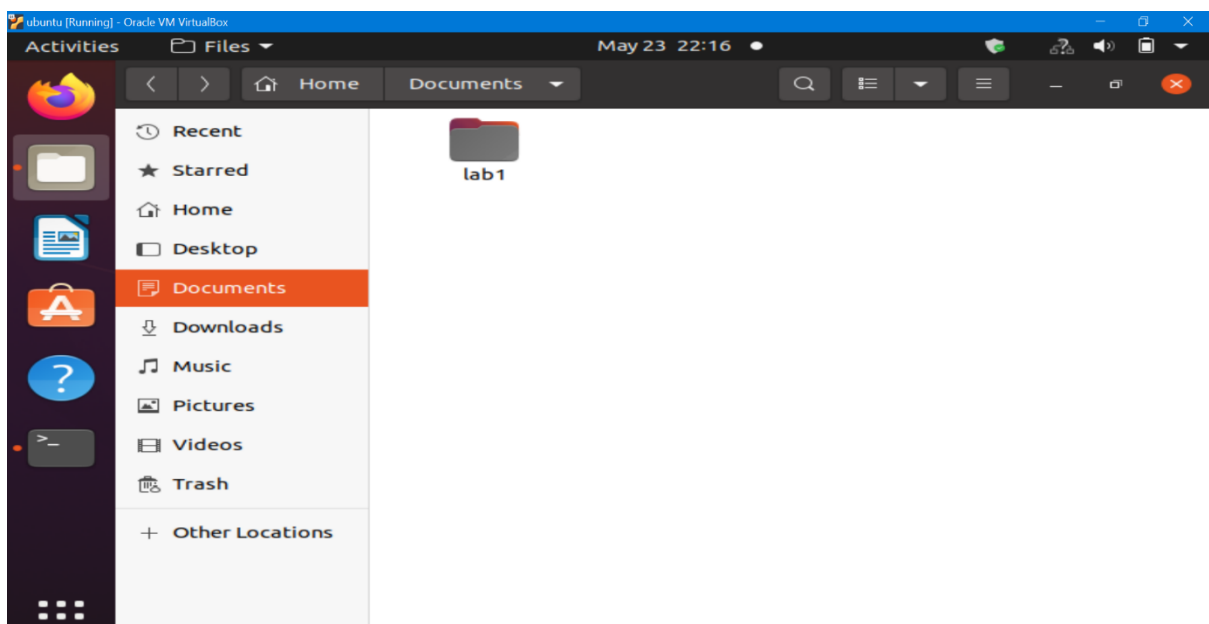 ubuntu [Running] - Oracle VM VirtualBox
Activities Files May 23 22:16
Home Documents
Recent
Starred
Home
Desktop
Documents
Downloads
Music
Pictures
Videos
Trash
+ Other Locations
lab1